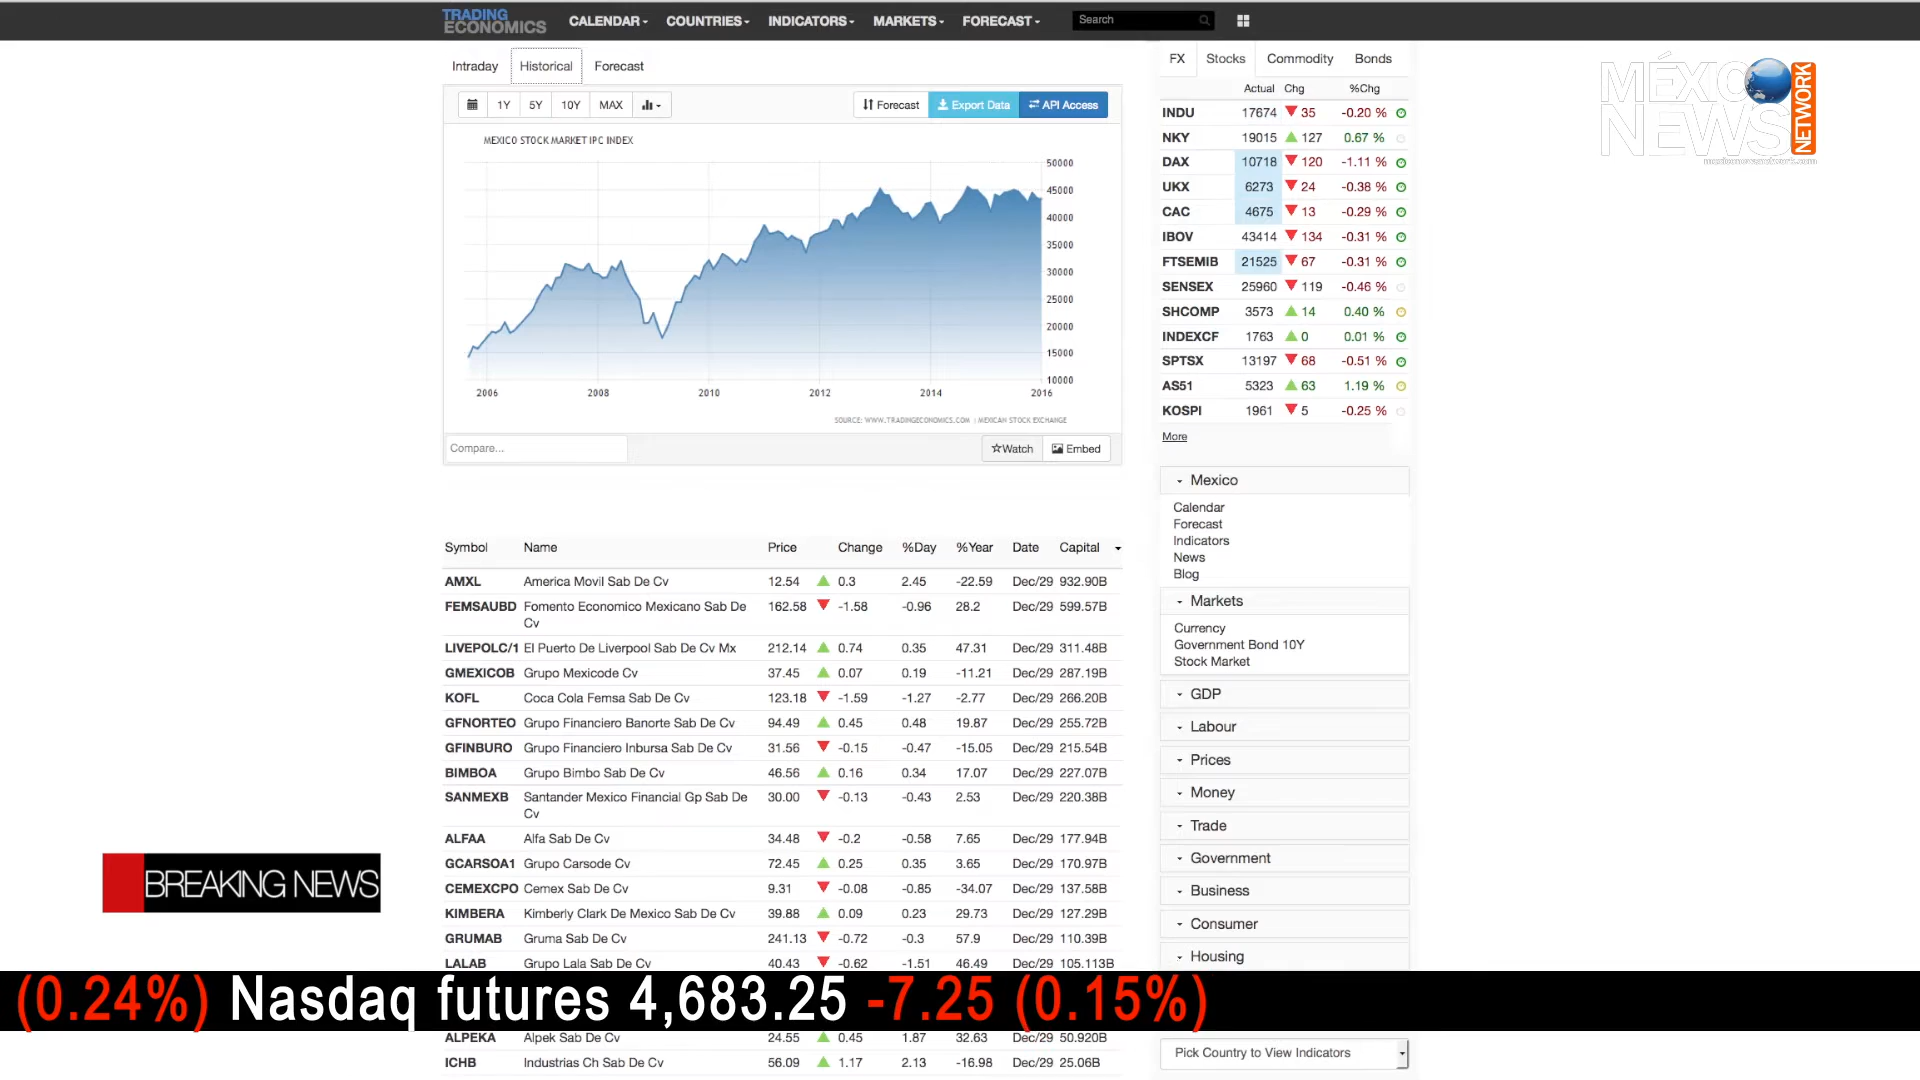 TRADING ECONOMICS
CALENDAR COUNTRIES INDICATORS MARKETS FORECAST Search
Intraday Historical Forecast
1Y 5Y 10Y MAX Forecast Export Data API Access
MEXICO STOCK MARKET IPC INDEX
50000
45000
40000
35000
30000
25000
20000
15000
10000
2006 2008 2010 2012 2014 2016
SOURCE: WWW.TRADINGECONOMICS.COM | MEXICAN STOCK EXCHANGE
Compare... Watch Embed
FX Stocks Commodity Bonds
Actual Chg %Chg
INDU 17674 35 -0.20 %
NKY 19015 127 0.67 %
DAX 10718 120 -1.11 %
UKX 6273 24 -0.38 %
CAC 4675 13 -0.29 %
IBOV 43414 134 -0.31 %
FTSEMIB 21525 67 -0.31 %
SENSEX 25960 119 -0.46 %
SHCOMP 3573 14 0.40 %
INDEXCF 1763 0 0.01 %
SPTSX 13197 68 -0.51 %
AS51 5323 63 1.19 %
KOSPI 1961 5 -0.25 %
More
MÉXICO
NEWS
NETWORK
mexiconewsnetwork.com
Symbol Name Price Change %Day %Year Date Capital
AMXL America Movil Sab De Cv 12.54 0.3 2.45 -22.59 Dec/29 932.90B
FEMSAUBD Fomento Economico Mexicano Sab De Cv 162.58 -1.58 -0.96 28.2 Dec/29 599.57B
LIVEPOLC/1 El Puerto De Liverpool Sab De Cv Mx 212.14 0.74 0.35 47.31 Dec/29 311.48B
GMEXICOB Grupo Mexicode Cv 37.45 0.07 0.19 -11.21 Dec/29 287.19B
KOFL Coca Cola Femsa Sab De Cv 123.18 -1.59 -1.27 -2.77 Dec/29 266.20B
GFNORTEO Grupo Financiero Banorte Sab De Cv 94.49 0.45 0.48 19.87 Dec/29 255.72B
GFINBURO Grupo Financiero Inbursa Sab De Cv 31.56 -0.15 -0.47 -15.05 Dec/29 215.54B
BIMBOA Grupo Bimbo Sab De Cv 46.56 0.16 0.34 17.07 Dec/29 227.07B
SANMEXB Santander Mexico Financial Gp Sab De Cv 30.00 -0.13 -0.43 2.53 Dec/29 220.38B
ALFAA Alfa Sab De Cv 34.48 -0.2 -0.58 7.65 Dec/29 177.94B
GCARSOA1 Grupo Carsode Cv 72.45 0.25 0.35 3.65 Dec/29 170.97B
CEMEXCPO Cemex Sab De Cv 9.31 -0.08 -0.85 -34.07 Dec/29 137.58B
KIMBERA Kimberly Clark De Mexico Sab De Cv 39.88 0.09 0.23 29.73 Dec/29 127.29B
GRUMAB Gruma Sab De Cv 241.13 -0.72 -0.3 57.9 Dec/29 110.39B
LALAB Grupo Lala Sab De Cv 40.43 -0.62 -1.51 46.49 Dec/29 105.113B
ALPEKA Alpek Sab De Cv 24.55 0.45 1.87 32.63 Dec/29 50.920B
ICHB Industrias Ch Sab De Cv 56.09 1.17 2.13 -16.98 Dec/29 25.06B
Mexico
Calendar
Forecast
Indicators
News
Blog
Markets
Currency
Government Bond 10Y
Stock Market
GDP
Labour
Prices
Money
Trade
Government
Business
Consumer
Housing
Pick Country to View Indicators
BREAKING NEWS
(0.24%) Nasdaq futures 4,683.25 -7.25 (0.15%)